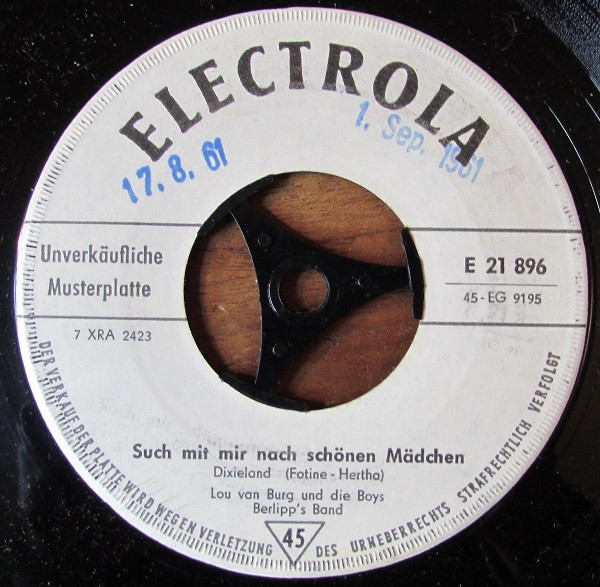 ELECTROLA
17. 8. 61
1. Sep. 1961
Unverkäufliche
Musterplatte
E 21 896
45-EG 9195
7 XRA 2423
Such mit mir nach schönen Mädchen
Dixieland (Fotine-Hertha)
Lou van Burg und die Boys
Berlipp's Band
45
DER VERKAUF DER PLATTE WIRD WEGEN VERLETZUNG DES URHEBERRECHTS STRAFRECHTLICH VERFOLGT